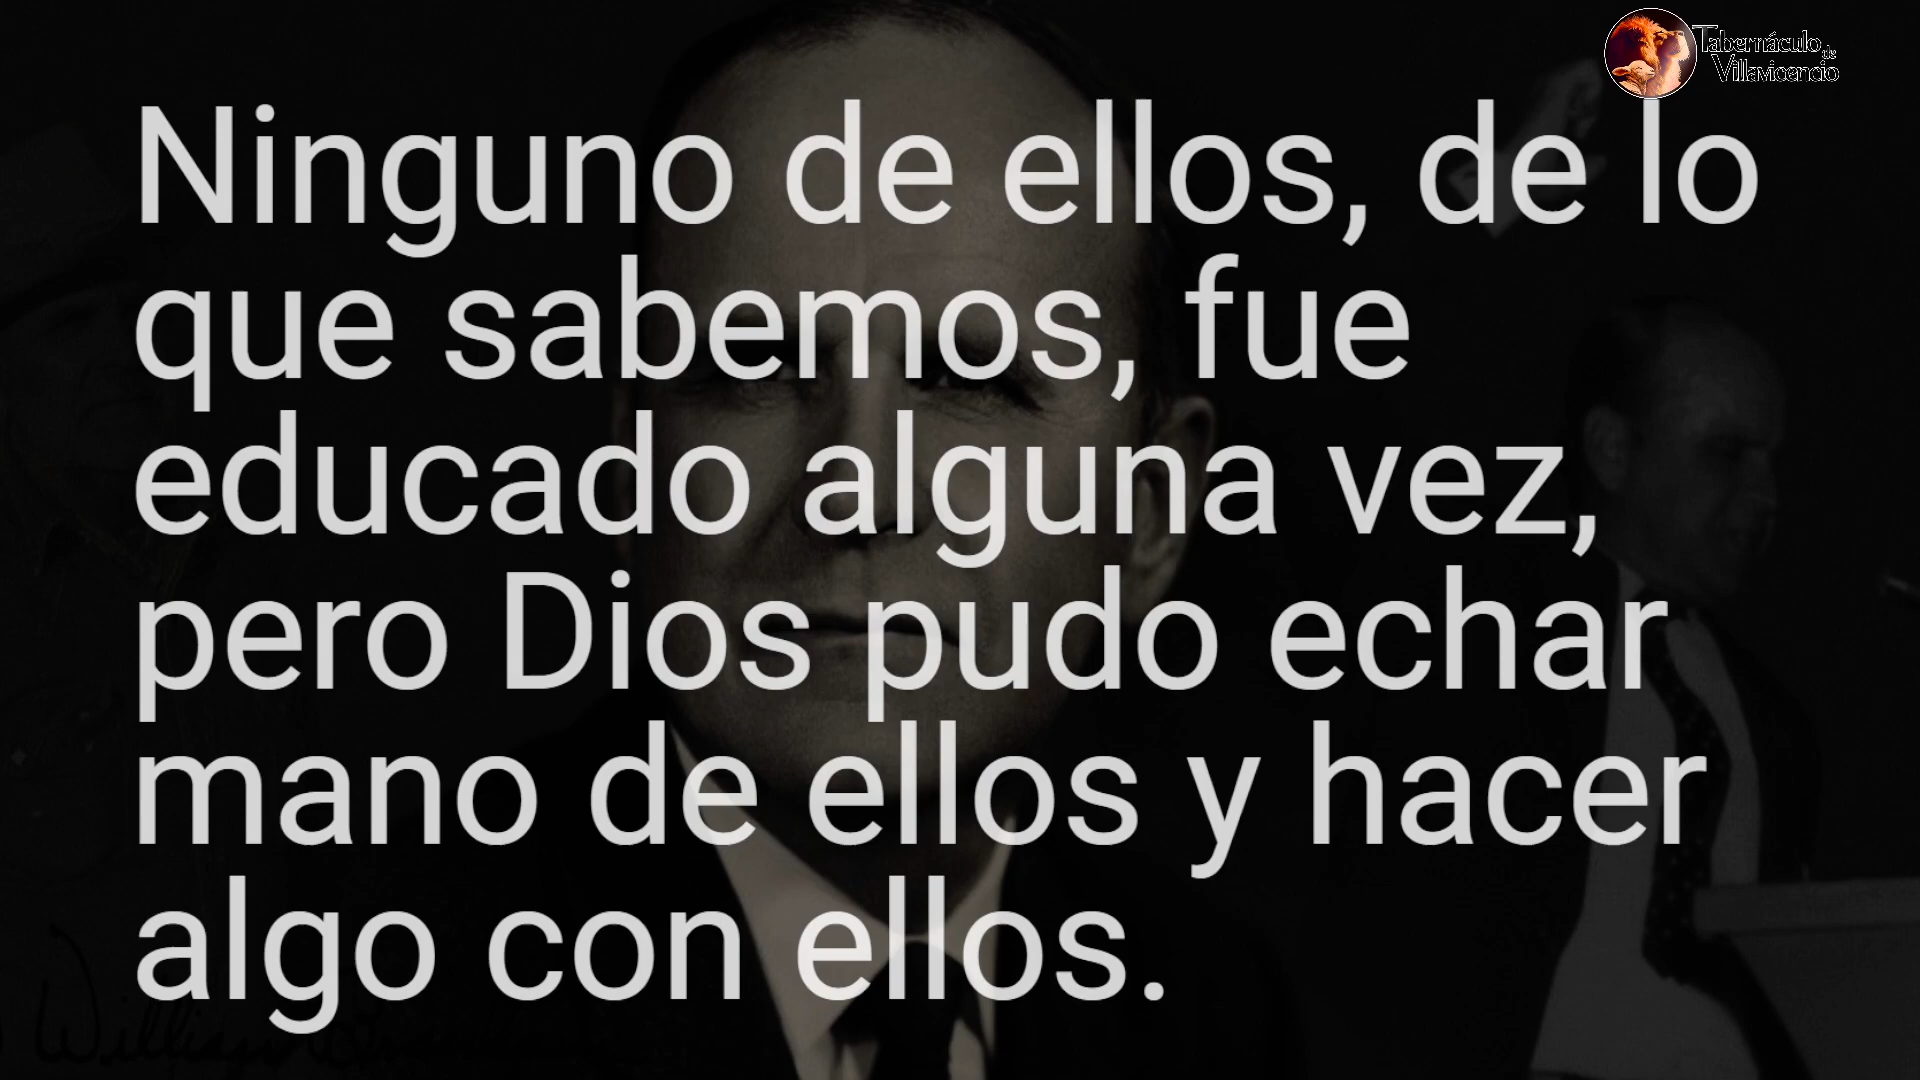 Tabernáculo de
Villavicencio
Ninguno de ellos, de lo
que sabemos, fue
educado alguna vez,
pero Dios pudo echar
mano de ellos y hacer
algo con ellos.